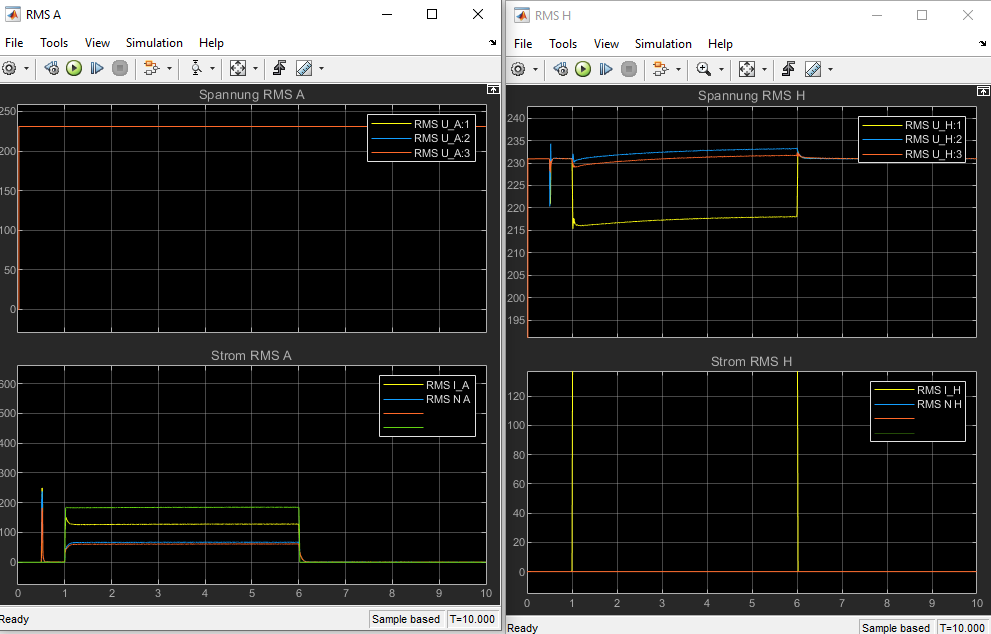 RMS A
File Tools View Simulation Help
Spannung RMS A
250
200
150
100
50
0
RMS U_A:1
RMS U_A:2
RMS U_A:3
Strom RMS A
600
500
400
300
200
100
0
RMS I_A
RMS N A
0 1 2 3 4 5 6 7 8 9 10
Ready
Sample based T=10.000
RMS H
File Tools View Simulation Help
Spannung RMS H
240
235
230
225
220
215
210
205
200
195
RMS U_H:1
RMS U_H:2
RMS U_H:3
Strom RMS H
120
100
80
60
40
20
0
RMS I_H
RMS N H
0 1 2 3 4 5 6 7 8 9 10
Ready
Sample based T=10.000